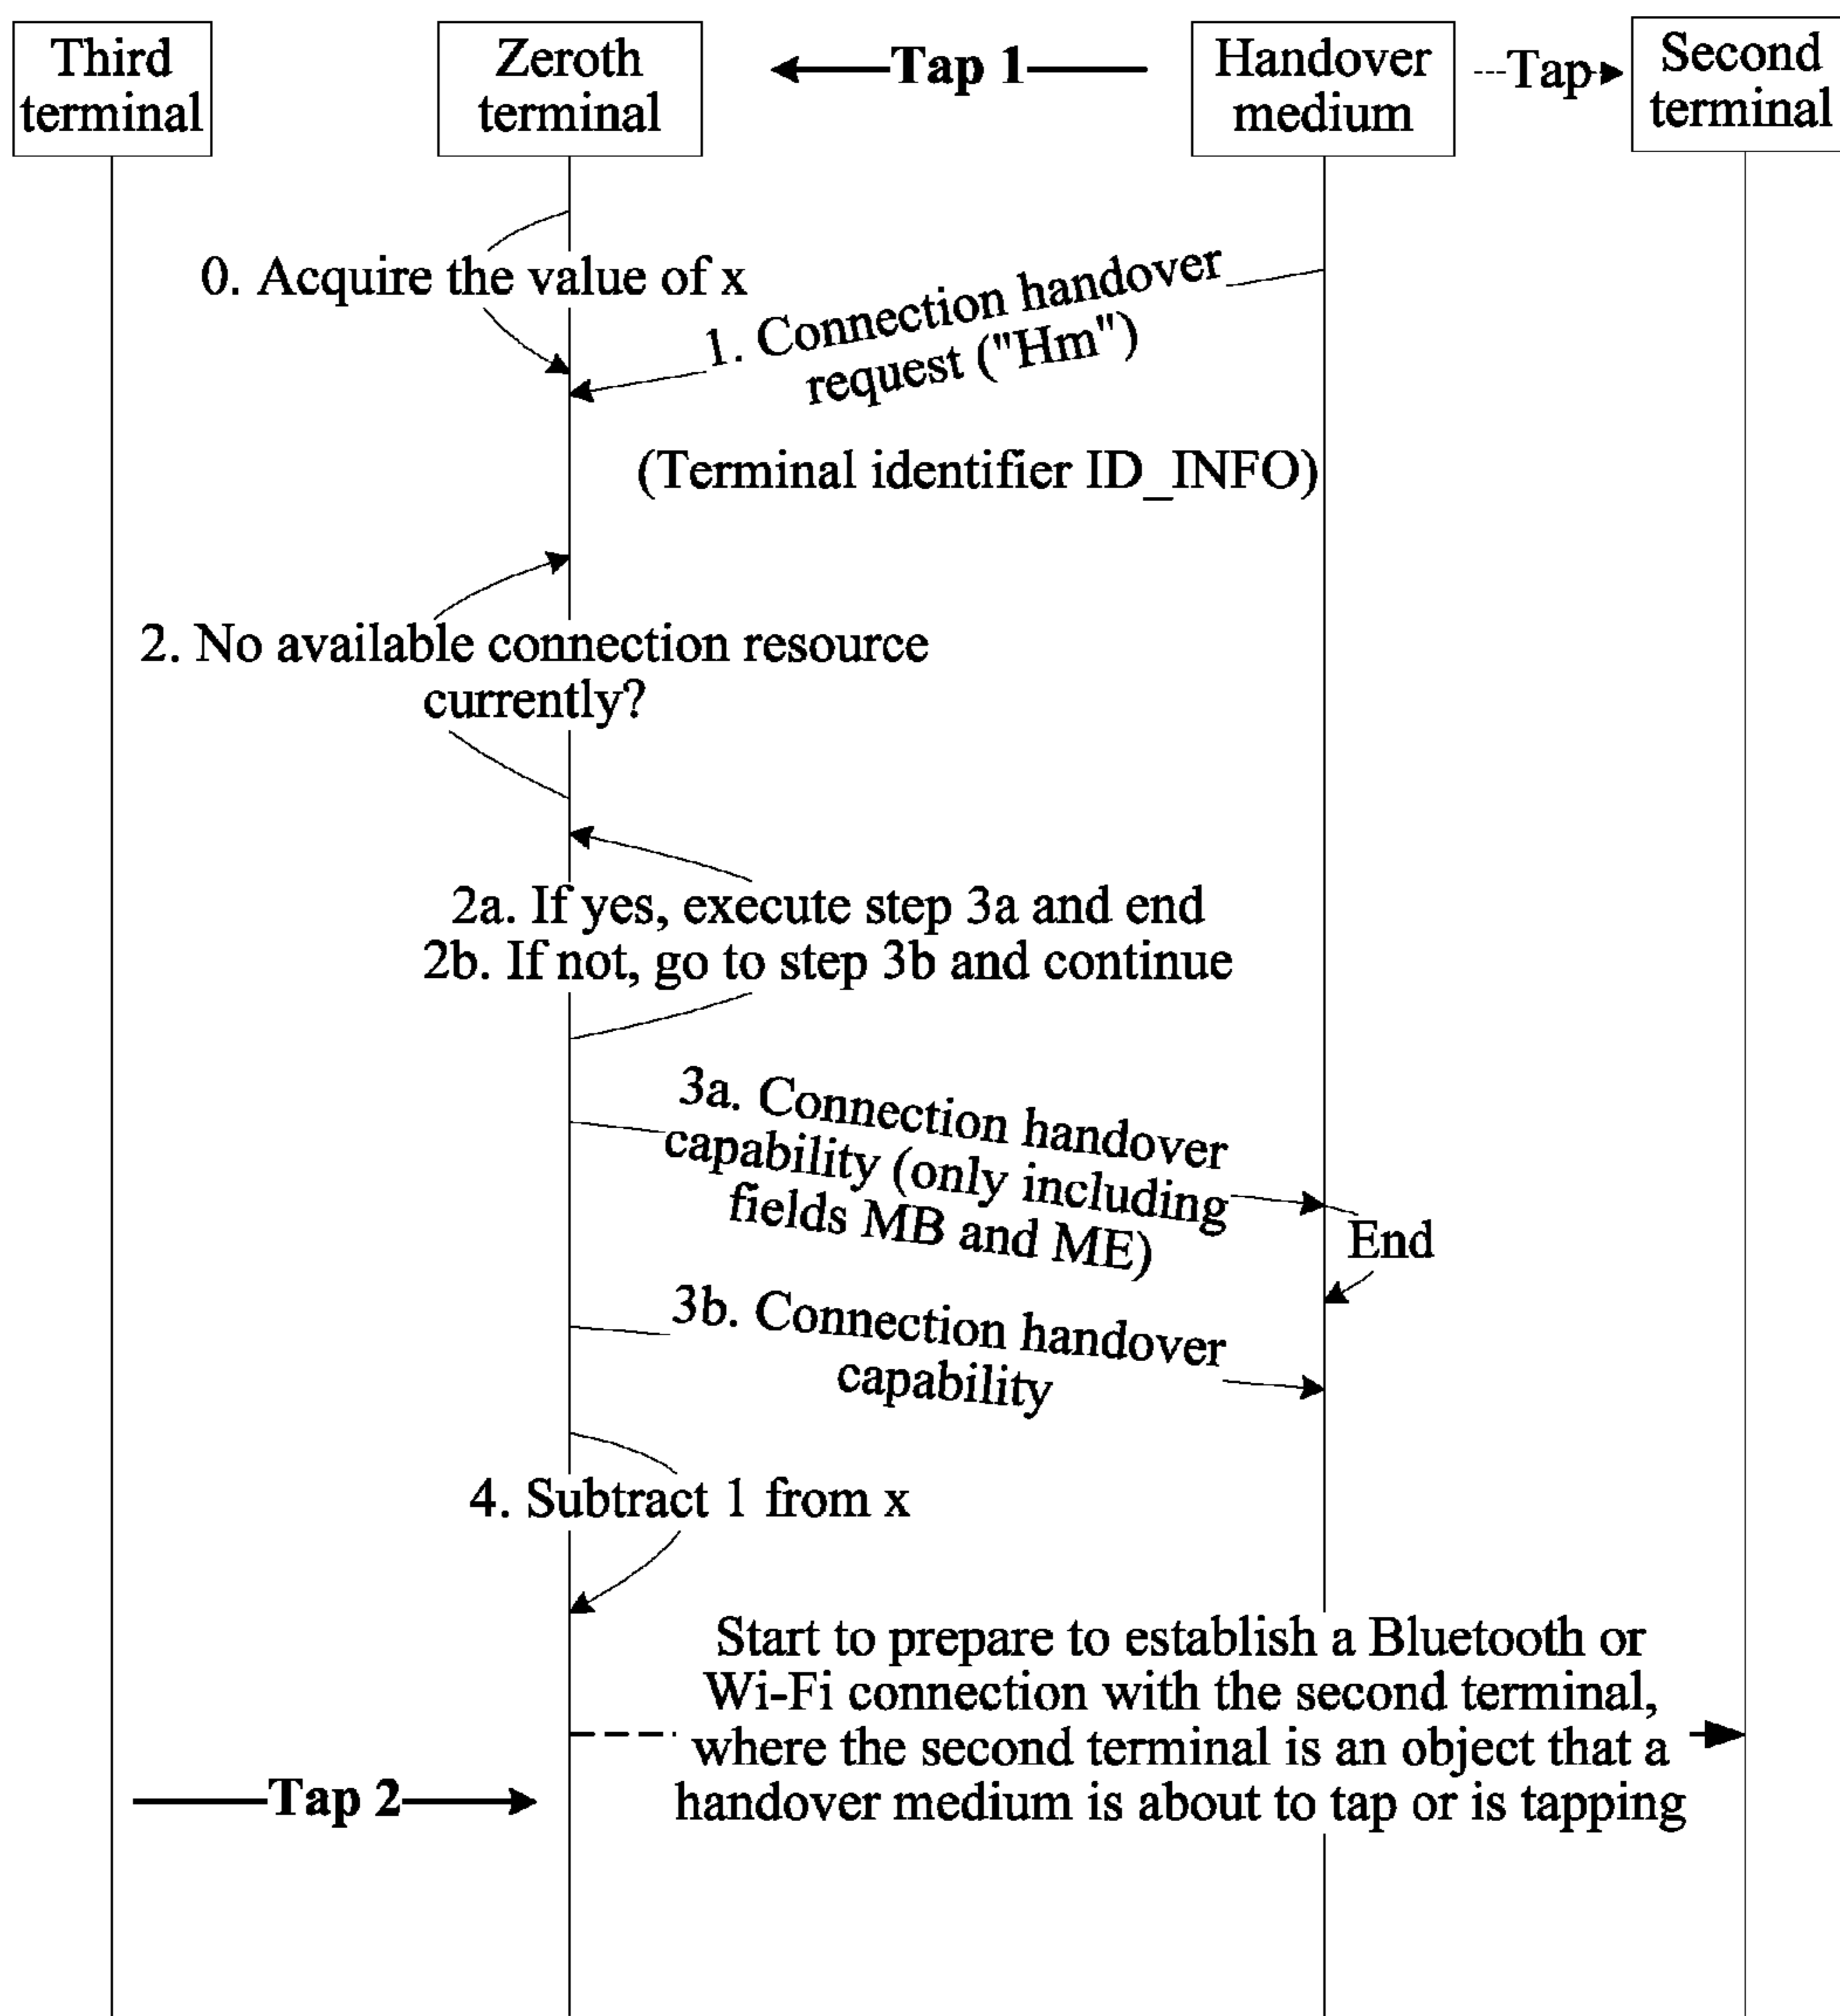 Third
terminal
Zeroth
terminal
Tap 1
Handover
medium
Tap
Second
terminal
0. Acquire the value of x
1. Connection handover
request ("Hm")
(Terminal identifier ID_INFO)
2. No available connection resource
currently?
2a. If yes, execute step 3a and end
2b. If not, go to step 3b and continue
3a. Connection handover
capability (only including
fields MB and ME)
End
3b. Connection handover
capability
4. Subtract 1 from x
Start to prepare to establish a Bluetooth or
Wi-Fi connection with the second terminal,
where the second terminal is an object that a
handover medium is about to tap or is tapping
Tap 2